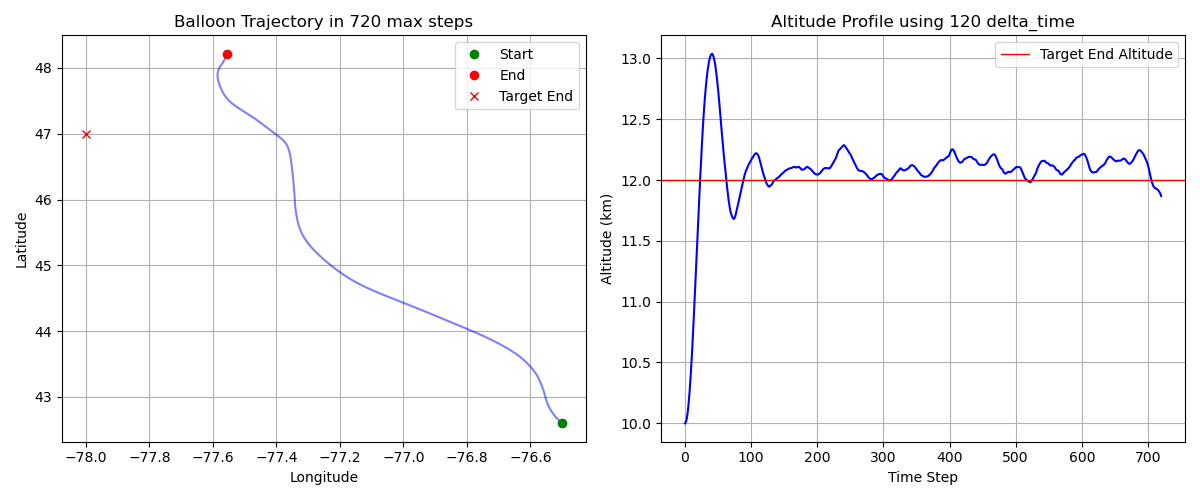 Balloon Trajectory in 720 max steps
Start
End
Target End
48
47
46
45
44
43
Latitude
−78.0 −77.8 −77.6 −77.4 −77.2 −77.0 −76.8 −76.6
Longitude
Altitude Profile using 120 delta_time
Target End Altitude
13.0
12.5
12.0
11.5
11.0
10.5
10.0
Altitude (km)
0 100 200 300 400 500 600 700
Time Step